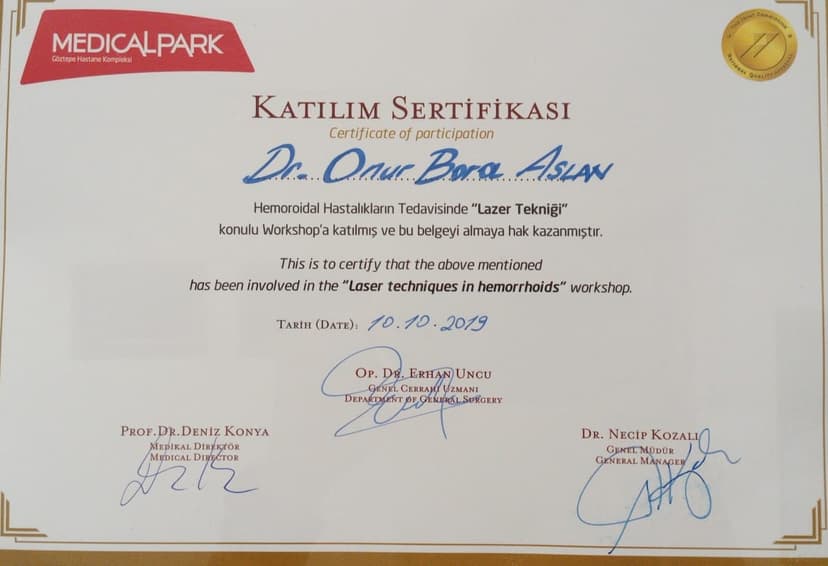 MEDICALPARK
Göztepe Hastane Kompleksi
KATILIM SERTİFİKASI
Certificate of participation
Dr. Onur Bora ASLAN
Hemoroidal Hastalıkların Tedavisinde "Lazer Tekniği"
konulu Workshop'a katılmış ve bu belgeyi almaya hak kazanmıştır.
This is to certify that the above mentioned
has been involved in the "Laser techniques in hemorrhoids" workshop.
TARİH (DATE): 10.10.2019
OP. DR. ERHAN UNCU
GENEL CERRAHİ UZMANI
DEPARTMENT OF GENERAL SURGERY
PROF.DR.DENİZ KONYA
MEDİKAL DİREKTÖR
MEDICAL DIRECTOR
DR. NECİP KOZALI
GENEL MÜDÜR
GENERAL MANAGER